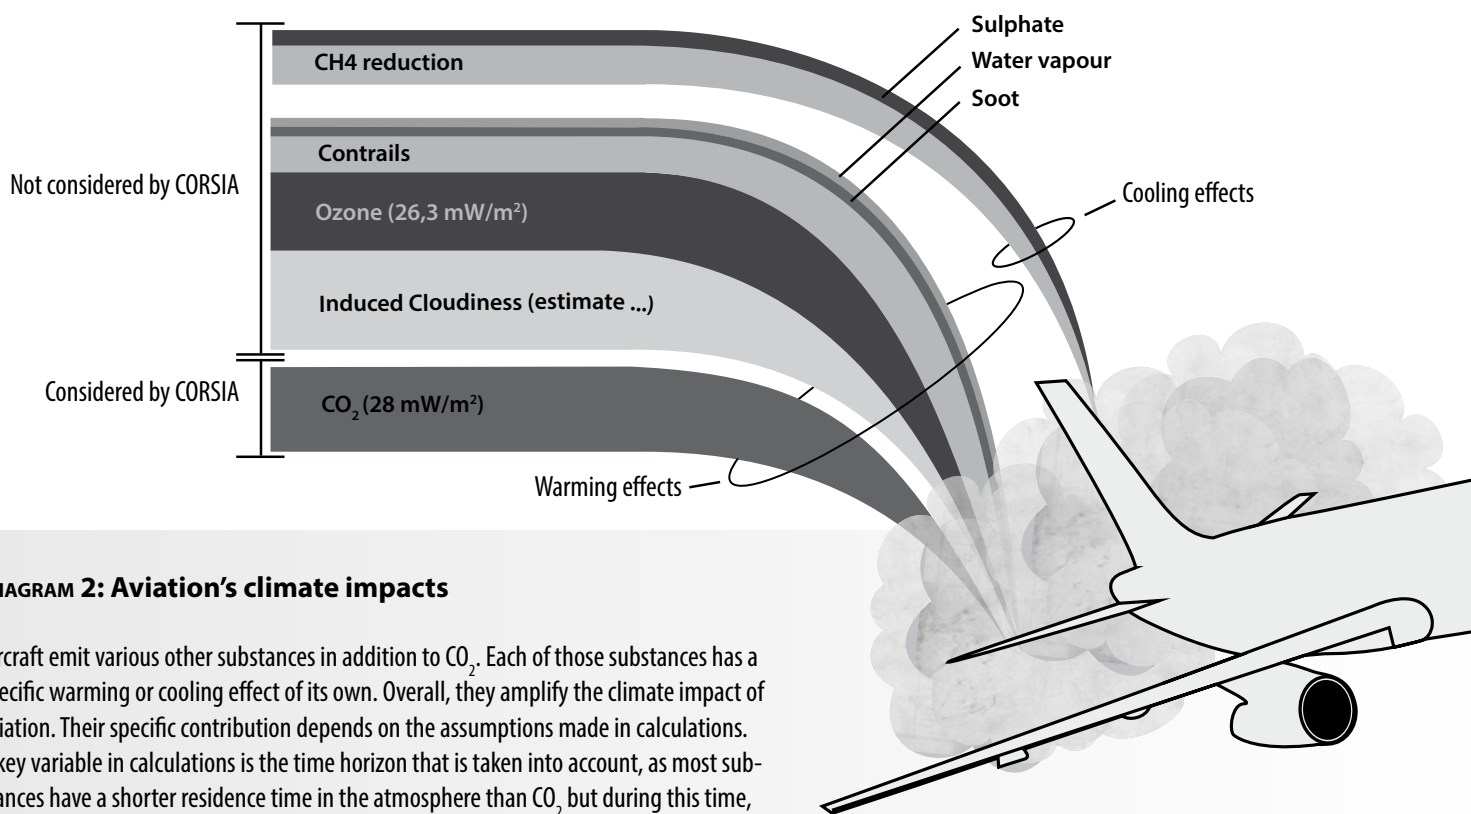 Sulphate
Water vapour
Soot
CH4 reduction
Contrails
Not considered by CORSIA
Ozone (26,3 mW/m²)
Cooling effects
Induced Cloudiness (estimate ...)
Considered by CORSIA
CO₂ (28 mW/m²)
Warming effects
IAGRAM 2: Aviation's climate impacts
rcraft emit various other substances in addition to CO₂. Each of those substances has a
ecific warming or cooling effect of its own. Overall, they amplify the climate impact of
iation. Their specific contribution depends on the assumptions made in calculations.
key variable in calculations is the time horizon that is taken into account, as most sub-
ances have a shorter residence time in the atmosphere than CO₂ but during this time,